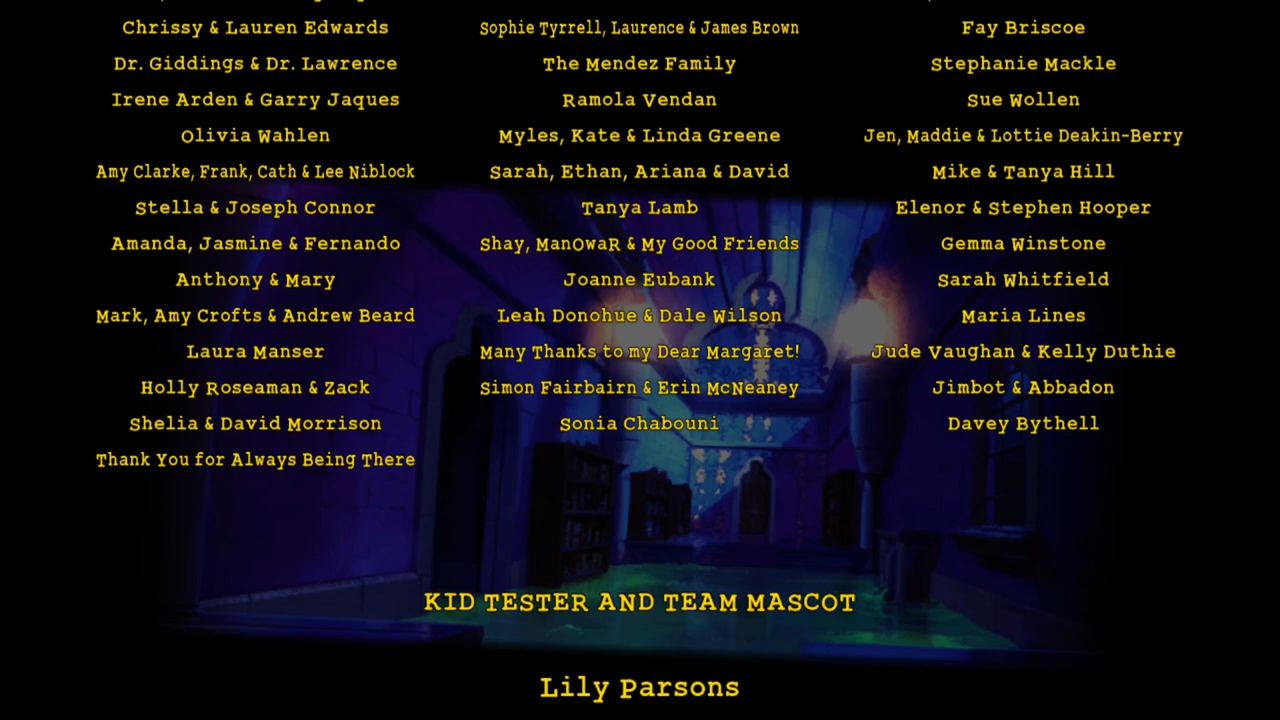 Chrissy & Lauren Edwards
Sophie Tyrrell, Laurence & James Brown
Fay Briscoe
Dr. Giddings & Dr. Lawrence
The Mendez Family
Stephanie Mackle
Irene Arden & Garry Jaques
Ramola Vendan
Sue Wollen
Olivia Wahlen
Myles, Kate & Linda Greene
Jen, Maddie & Lottie Deakin-Berry
Amy Clarke, Frank, Cath & Lee Niblock
Sarah, Ethan, Ariana & David
Mike & Tanya Hill
Stella & Joseph Connor
Tanya Lamb
Elenor & Stephen Hooper
Amanda, Jasmine & Fernando
Shay, ManOwaR & My Good Friends
Gemma Winstone
Anthony & Mary
Joanne Eubank
Sarah Whitfield
Mark, Amy Crofts & Andrew Beard
Leah Donohue & Dale Wilson
Maria Lines
Laura Manser
Many Thanks to my Dear Margaret!
Jude Vaughan & Kelly Duthie
Holly Roseaman & Zack
Simon Fairbairn & Erin McNeaney
Jimbot & Abbadon
Shelia & David Morrison
Sonia Chabouni
Davey Bythell
Thank You for Always Being There
KID TESTER AND TEAM MASCOT
Lily Parsons